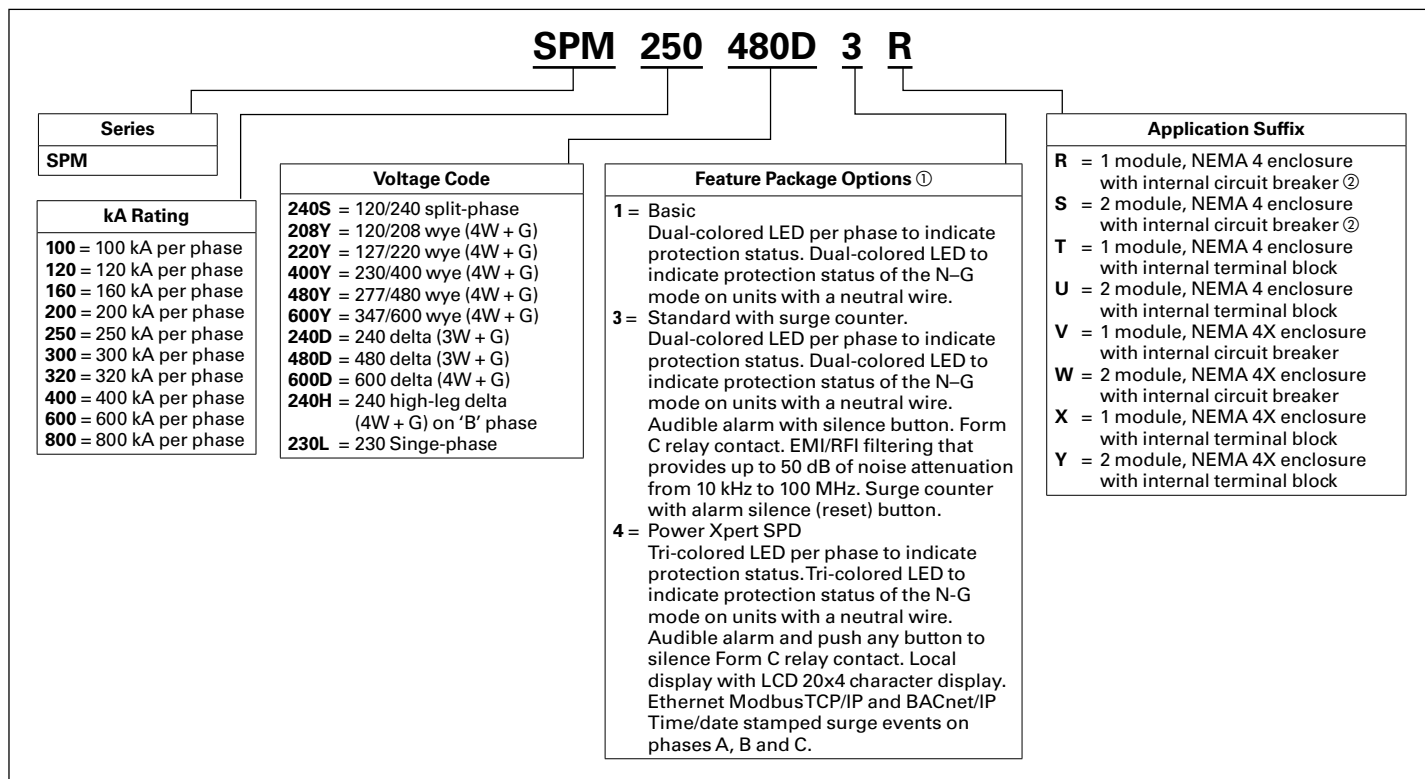 SPM 250 480D 3 R
Series
SPM
kA Rating
100 = 100 kA per phase
120 = 120 kA per phase
160 = 160 kA per phase
200 = 200 kA per phase
250 = 250 kA per phase
300 = 300 kA per phase
320 = 320 kA per phase
400 = 400 kA per phase
600 = 600 kA per phase
800 = 800 kA per phase
Voltage Code
240S = 120/240 split-phase
208Y = 120/208 wye (4W + G)
220Y = 127/220 wye (4W + G)
400Y = 230/400 wye (4W + G)
480Y = 277/480 wye (4W + G)
600Y = 347/600 wye (4W + G)
240D = 240 delta (3W + G)
480D = 480 delta (3W + G)
600D = 600 delta (4W + G)
240H = 240 high-leg delta
(4W + G) on ‘B’ phase
230L = 230 Singe-phase
Feature Package Options ①
1 = Basic
Dual-colored LED per phase to indicate
protection status. Dual-colored LED to
indicate protection status of the N–G
mode on units with a neutral wire.
3 = Standard with surge counter.
Dual-colored LED per phase to indicate
protection status. Dual-colored LED to
indicate protection status of the N–G
mode on units with a neutral wire.
Audible alarm with silence button. Form
C relay contact. EMI/RFI filtering that
provides up to 50 dB of noise attenuation
from 10 kHz to 100 MHz. Surge counter
with alarm silence (reset) button.
4 = Power Xpert SPD
Tri-colored LED per phase to indicate
protection status. Tri-colored LED to
indicate protection status of the N-G
mode on units with a neutral wire.
Audible alarm and push any button to
silence Form C relay contact. Local
display with LCD 20x4 character display.
Ethernet Modbus TCP/IP and BACnet/IP
Time/date stamped surge events on
phases A, B and C.
Application Suffix
R = 1 module, NEMA 4 enclosure
with internal circuit breaker ②
S = 2 module, NEMA 4 enclosure
with internal circuit breaker ②
T = 1 module, NEMA 4 enclosure
with internal terminal block
U = 2 module, NEMA 4 enclosure
with internal terminal block
V = 1 module, NEMA 4X enclosure
with internal circuit breaker
W = 2 module, NEMA 4X enclosure
with internal circuit breaker
X = 1 module, NEMA 4X enclosure
with internal terminal block
Y = 2 module, NEMA 4X enclosure
with internal terminal block